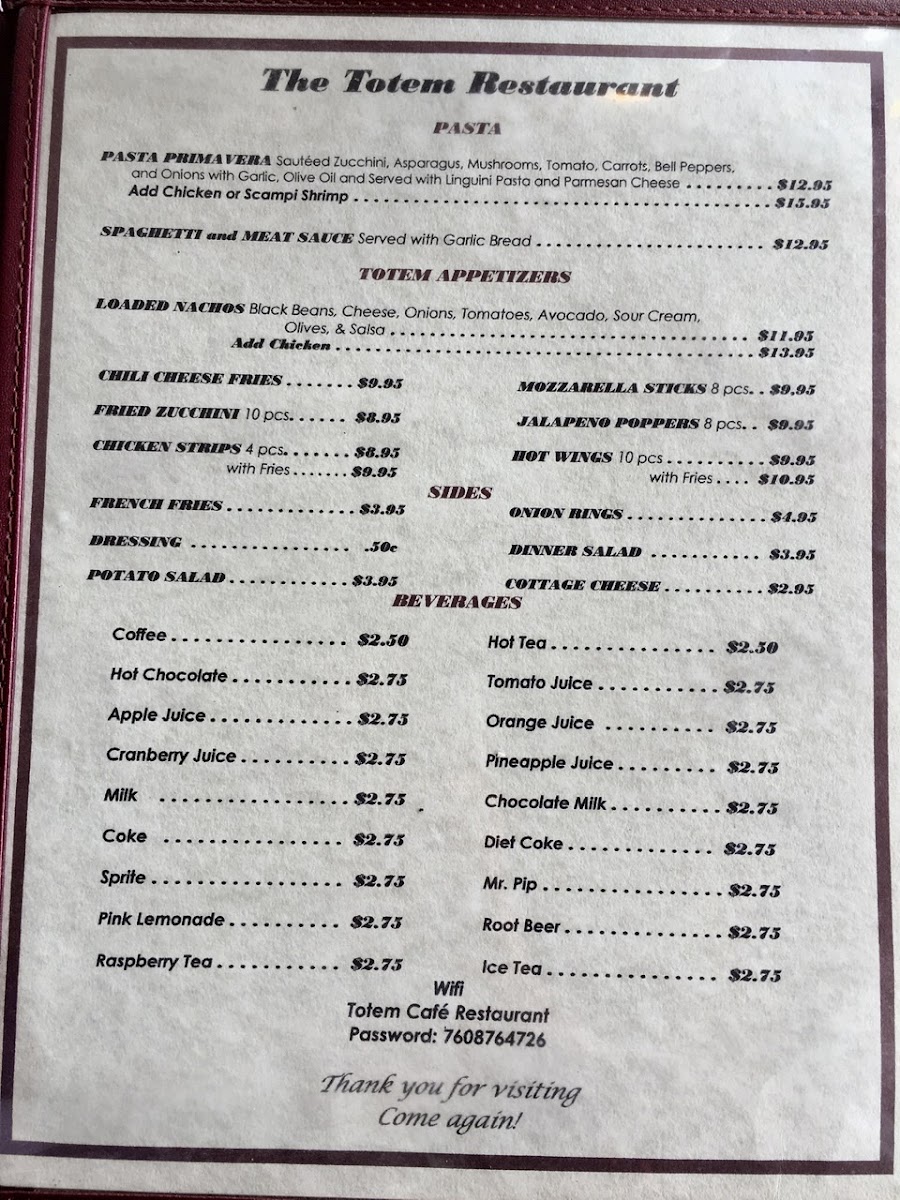 The Totem Restaurant
PASTA
PASTA PRIMAVERA Sautéed Zucchini, Asparagus, Mushrooms, Tomato, Carrots, Bell Peppers,
and Onions with Garlic, Olive Oil and Served with Linguini Pasta and Parmesan Cheese ......... $12.95
Add Chicken or Scampi Shrimp ............................................... $15.95
SPAGHETTI and MEAT SAUCE Served with Garlic Bread ....................... $12.95
TOTEM APPETIZERS
LOADED NACHOS Black Beans, Cheese, Onions, Tomatoes, Avocado, Sour Cream,
Olives, & Salsa ..................................... $11.95
Add Chicken ........................................... $13.95
CHILI CHEESE FRIES ....... $9.95
MOZZARELLA STICKS 8 pcs. . $9.95
FRIED ZUCCHINI 10 pcs. ..... $8.95
JALAPENO POPPERS 8 pcs. . $9.95
CHICKEN STRIPS 4 pcs. ...... $8.95
HOT WINGS 10 pcs .......... $9.95
with Fries ...... $9.95
with Fries .... $10.95
SIDES
FRENCH FRIES ............. $3.95
ONION RINGS .............. $4.95
DRESSING ................ .50c
DINNER SALAD ........... $3.95
POTATO SALAD ............ $3.95
COTTAGE CHEESE .......... $2.95
BEVERAGES
Coffee ................. $2.50
Hot Tea ................ $2.50
Hot Chocolate ............ $2.75
Tomato Juice ............ $2.75
Apple Juice .............. $2.75
Orange Juice ........... $2.75
Cranberry Juice .......... $2.75
Pineapple Juice ......... $2.75
Milk .................. $2.75
Chocolate Milk ........... $2.75
Coke ................. $2.75
Diet Coke .............. $2.75
Sprite .................. $2.75
Mr. Pip ................. $2.75
Pink Lemonade .......... $2.75
Root Beer ............... $2.75
Raspberry Tea ............ $2.75
Ice Tea ................. $2.75
Wifi
Totem Café Restaurant
Password: 7608764726
Thank you for visiting
Come again!